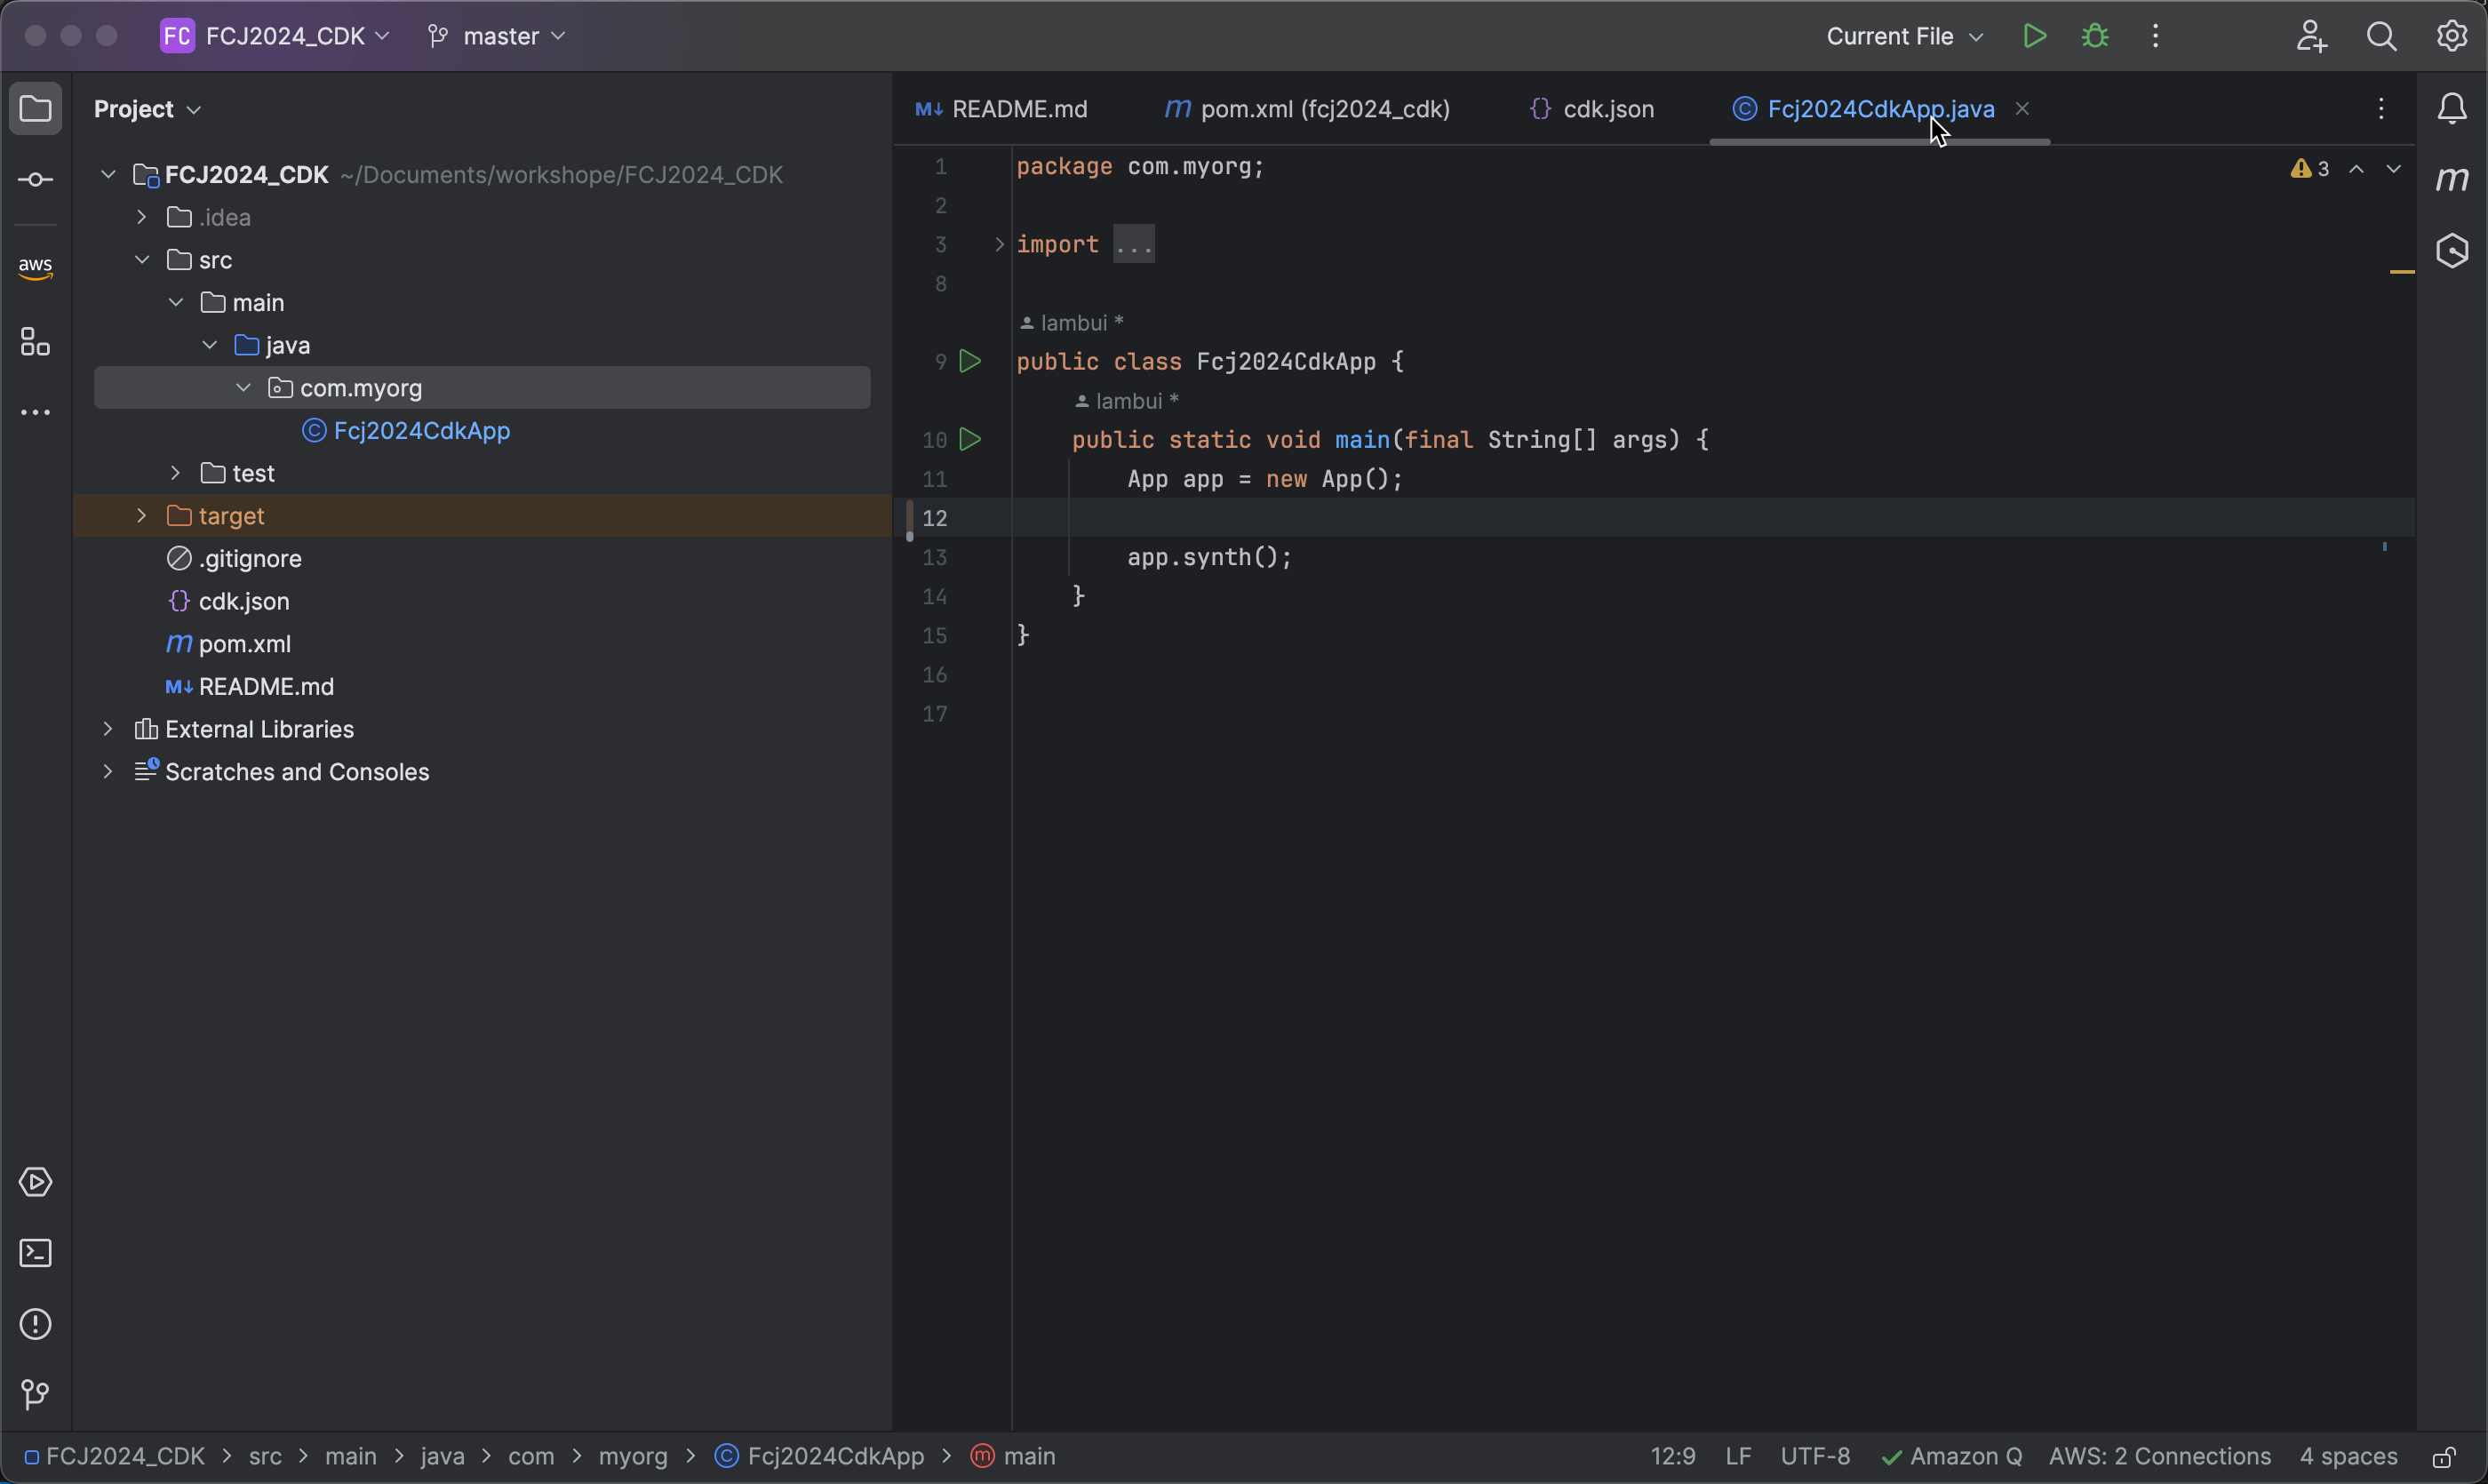 FC FCJ2024_CDK master Current File
Project
README.md pom.xml (fcj2024_cdk) cdk.json Fcj2024CdkApp.java
aws
FCJ2024_CDK ~/Documents/workshope/FCJ2024_CDK
.idea
src
main
java
com.myorg
Fcj2024CdkApp
test
target
.gitignore
{} cdk.json
m pom.xml
M↓ README.md
External Libraries
Scratches and Consoles
1 package com.myorg;
2
3 import ...
8
lambui *
9 public class Fcj2024CdkApp {
lambui *
10 public static void main(final String[] args) {
11 App app = new App();
12
13 app.synth();
14 }
15 }
16
17
3
FCJ2024_CDK > src > main > java > com > myorg > Fcj2024CdkApp > main 12:9 LF UTF-8 Amazon Q AWS: 2 Connections 4 spaces